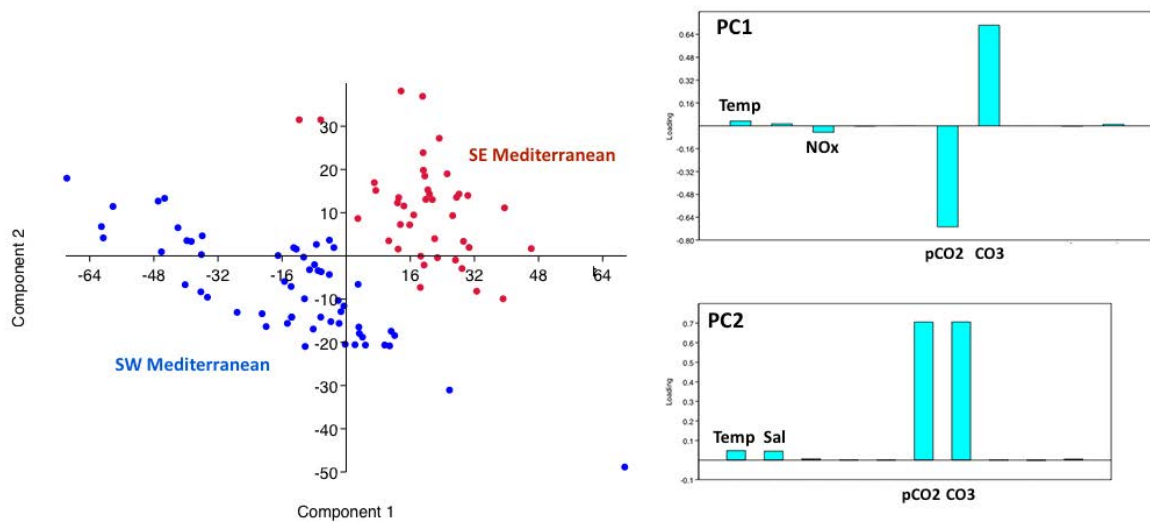 Component 2
30
20
10
-64 -48 -32 -16 16 32 48 64
-10
-20
-30
-40
-50
SE Mediterranean
SW Mediterranean
Component 1
PC1
Loading
0.64
0.48
0.32
0.16
-0.16
-0.32
-0.48
-0.64
-0.80
Temp
NOx
pCO2 CO3
PC2
Loading
0.7
0.6
0.5
0.4
0.3
0.2
0.1
-0.1
Temp Sal
pCO2 CO3